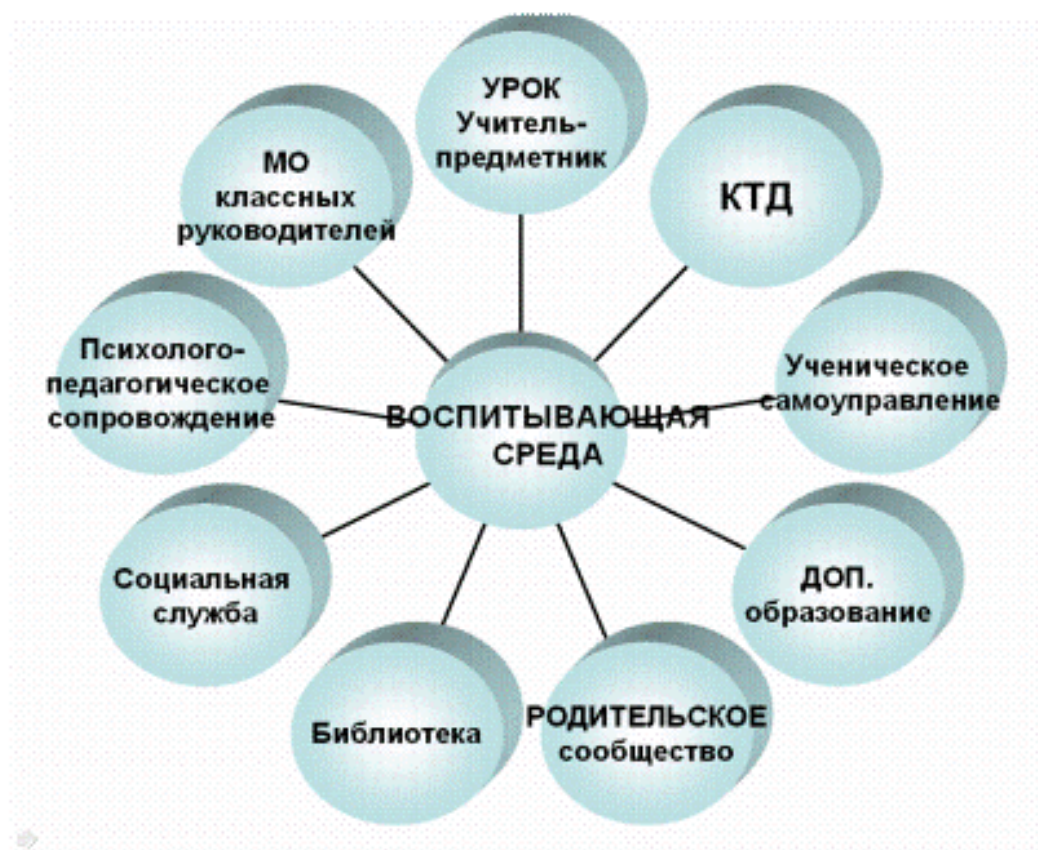 УРОК
Учитель-
предметник
МО
классных
руководителей
КТД
Психолого-
педагогическое
сопровождение
Ученическое
самоуправление
ВОСПИТЫВАЮЩАЯ
СРЕДА
Социальная
служба
ДОП.
образование
Библиотека
РОДИТЕЛЬСКОЕ
сообщество